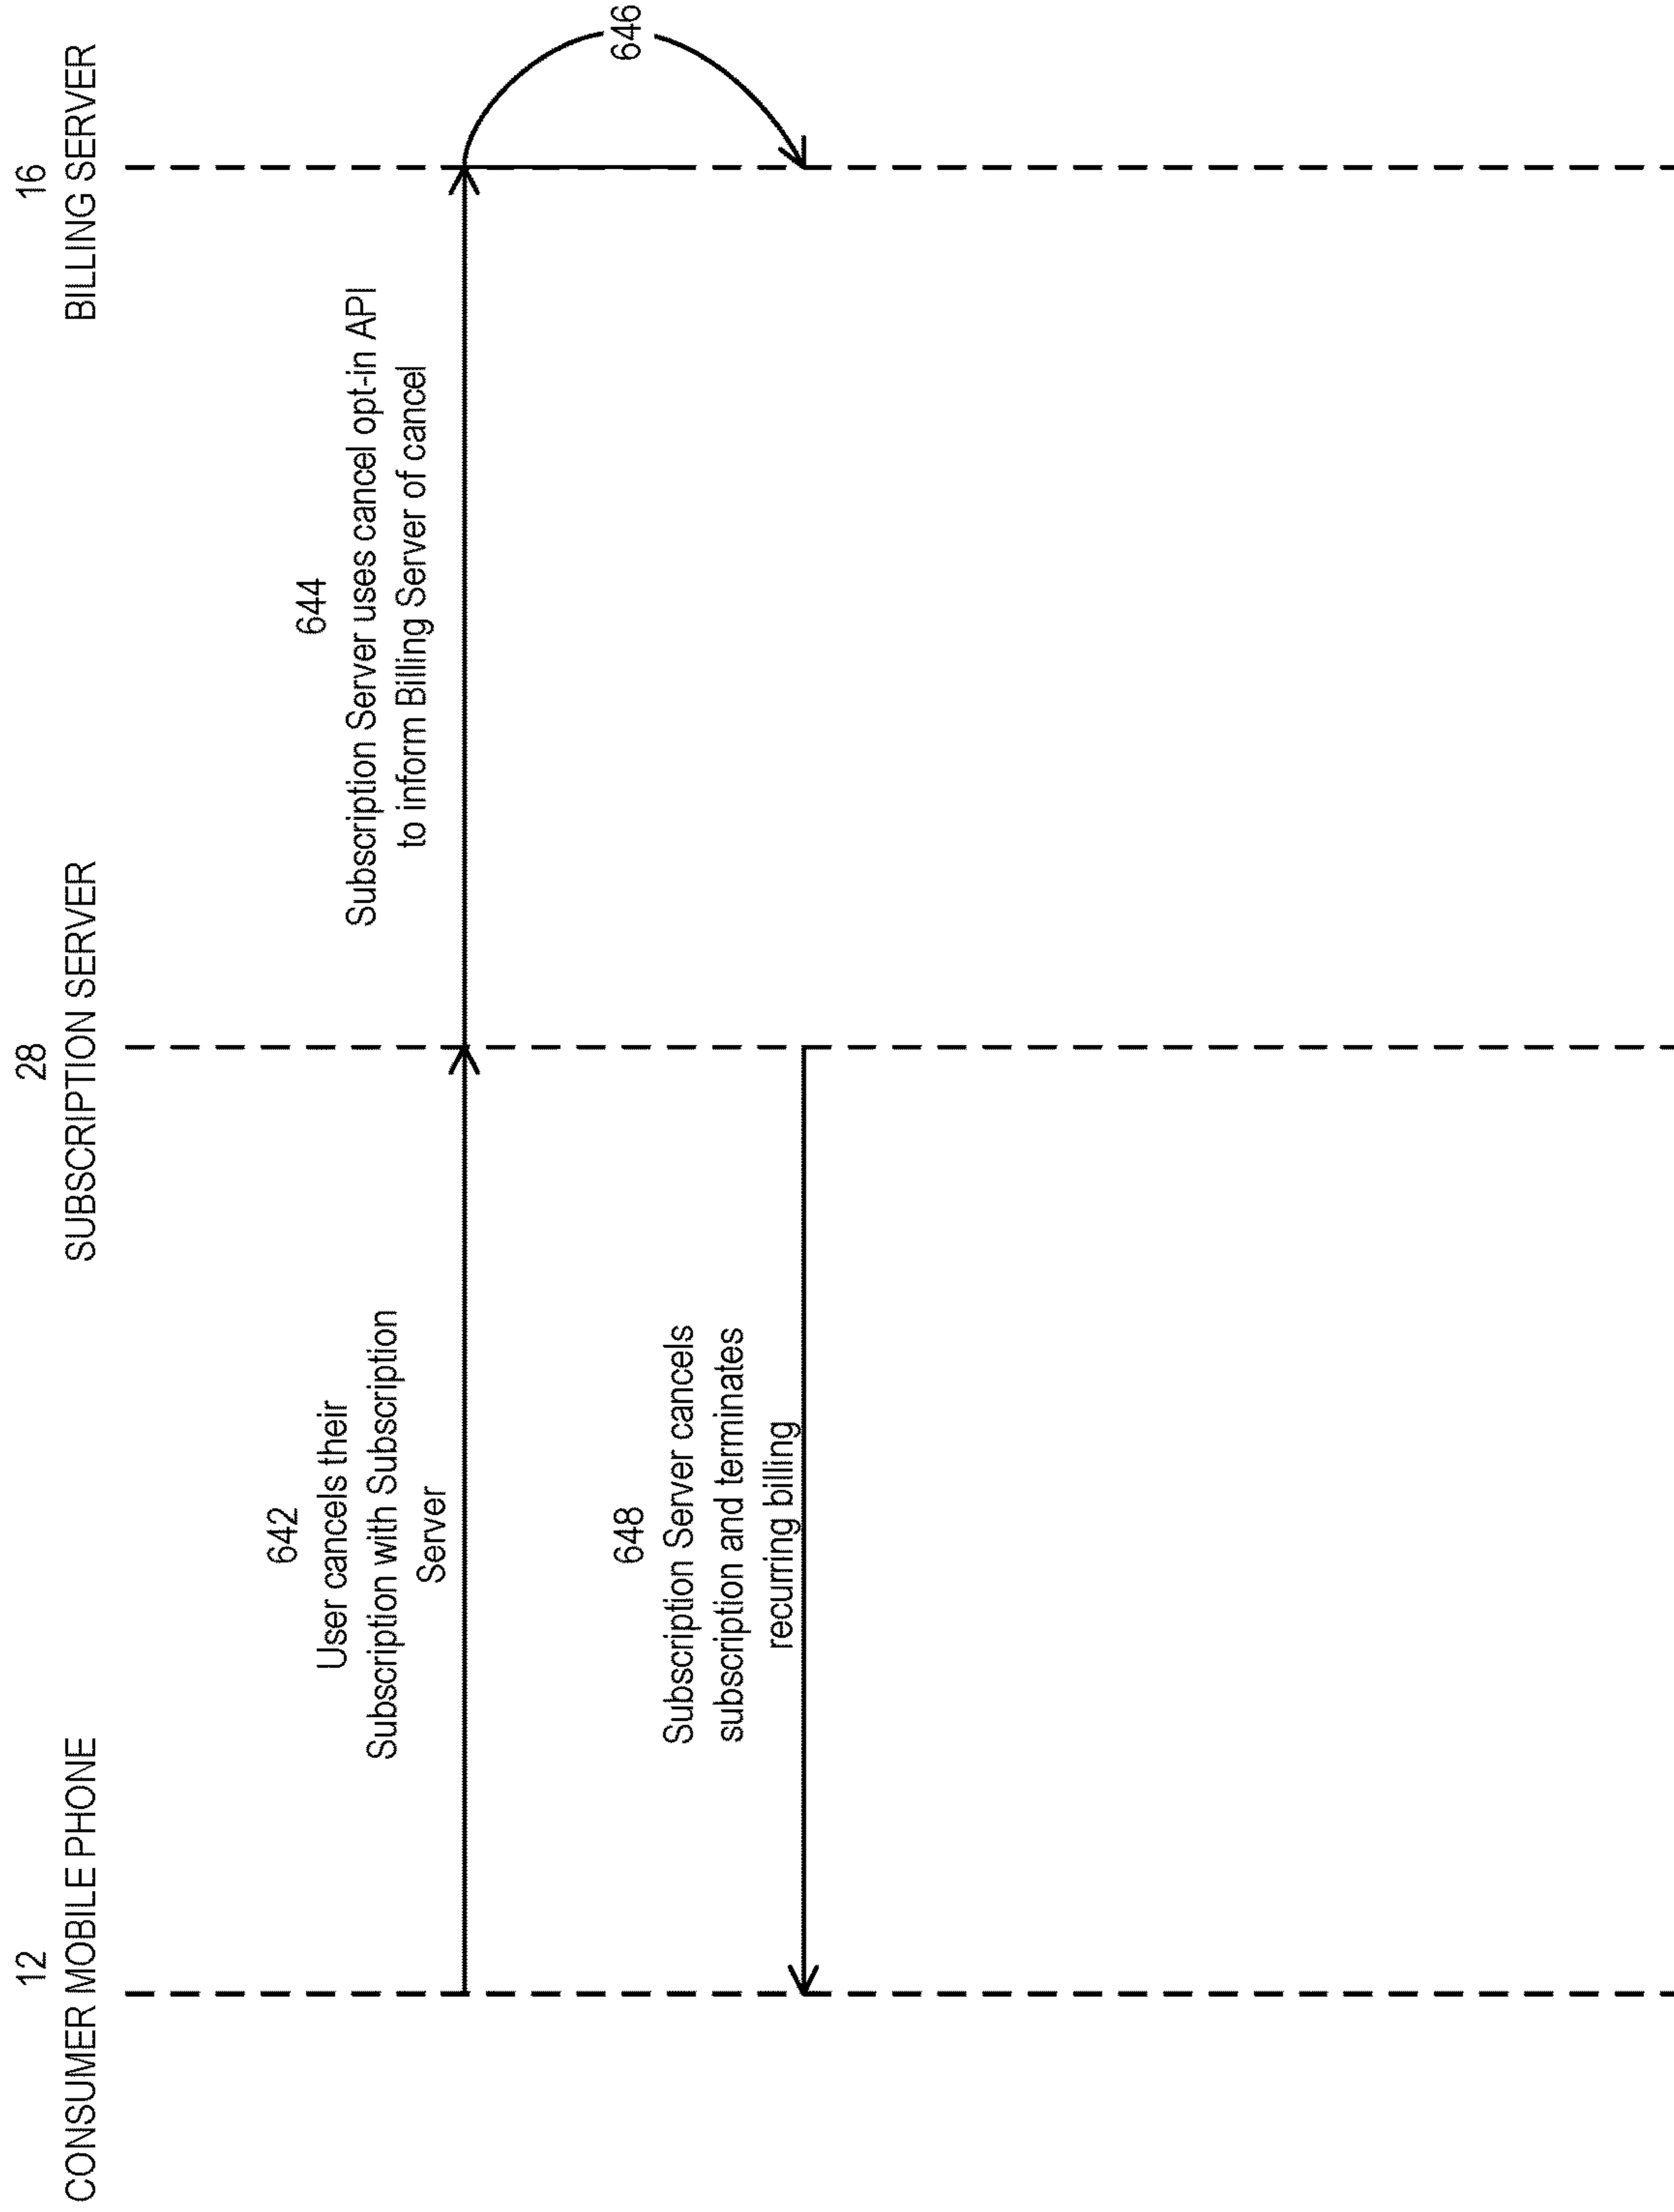 12
CONSUMER MOBILE PHONE
28
SUBSCRIPTION SERVER
16
BILLING SERVER
642
User cancels their
Subscription with Subscription
Server
644
Subscription Server uses cancel opt-in API
to inform Billing Server of cancel
646
648
Subscription Server cancels
subscription and terminates
recurring billing